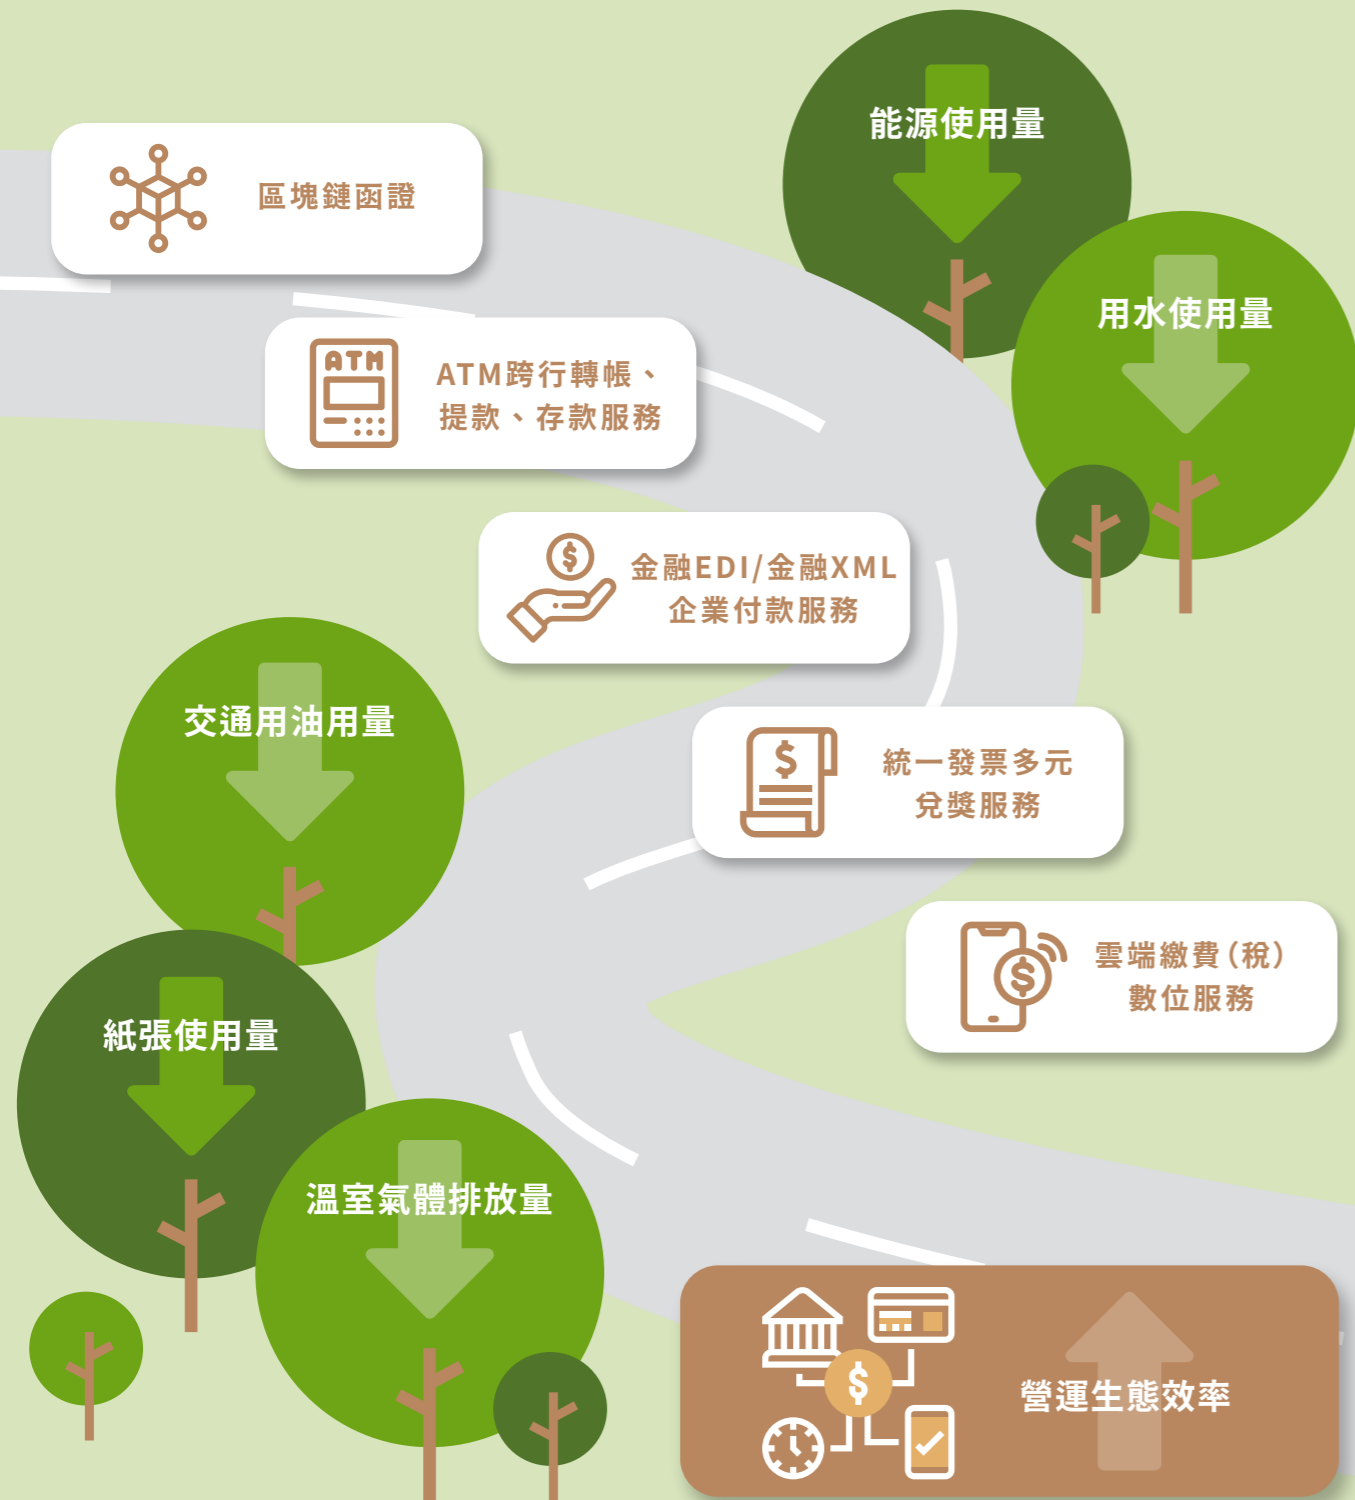 能源使用量
區塊鏈函證
用水使用量
ATM
ATM跨行轉帳、
提款、存款服務
$
金融EDI/金融XML
企業付款服務
交通用油用量
$
統一發票多元
兌獎服務
$
雲端繳費(稅)
數位服務
紙張使用量
溫室氣體排放量
$
營運生態效率